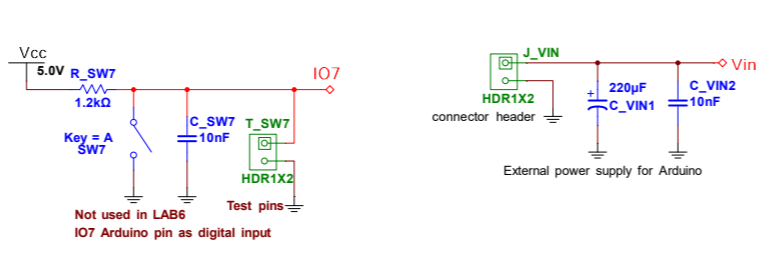 Vcc
5.0V
R_SW7
1.2kΩ
IO7
Key = A
SW7
C_SW7
10nF
T_SW7
HDR1X2
Test pins
Not used in LAB6
IO7 Arduino pin as digital input
J_VIN
HDR1X2
connector header
+
220µF
C_VIN1
C_VIN2
10nF
Vin
External power supply for Arduino